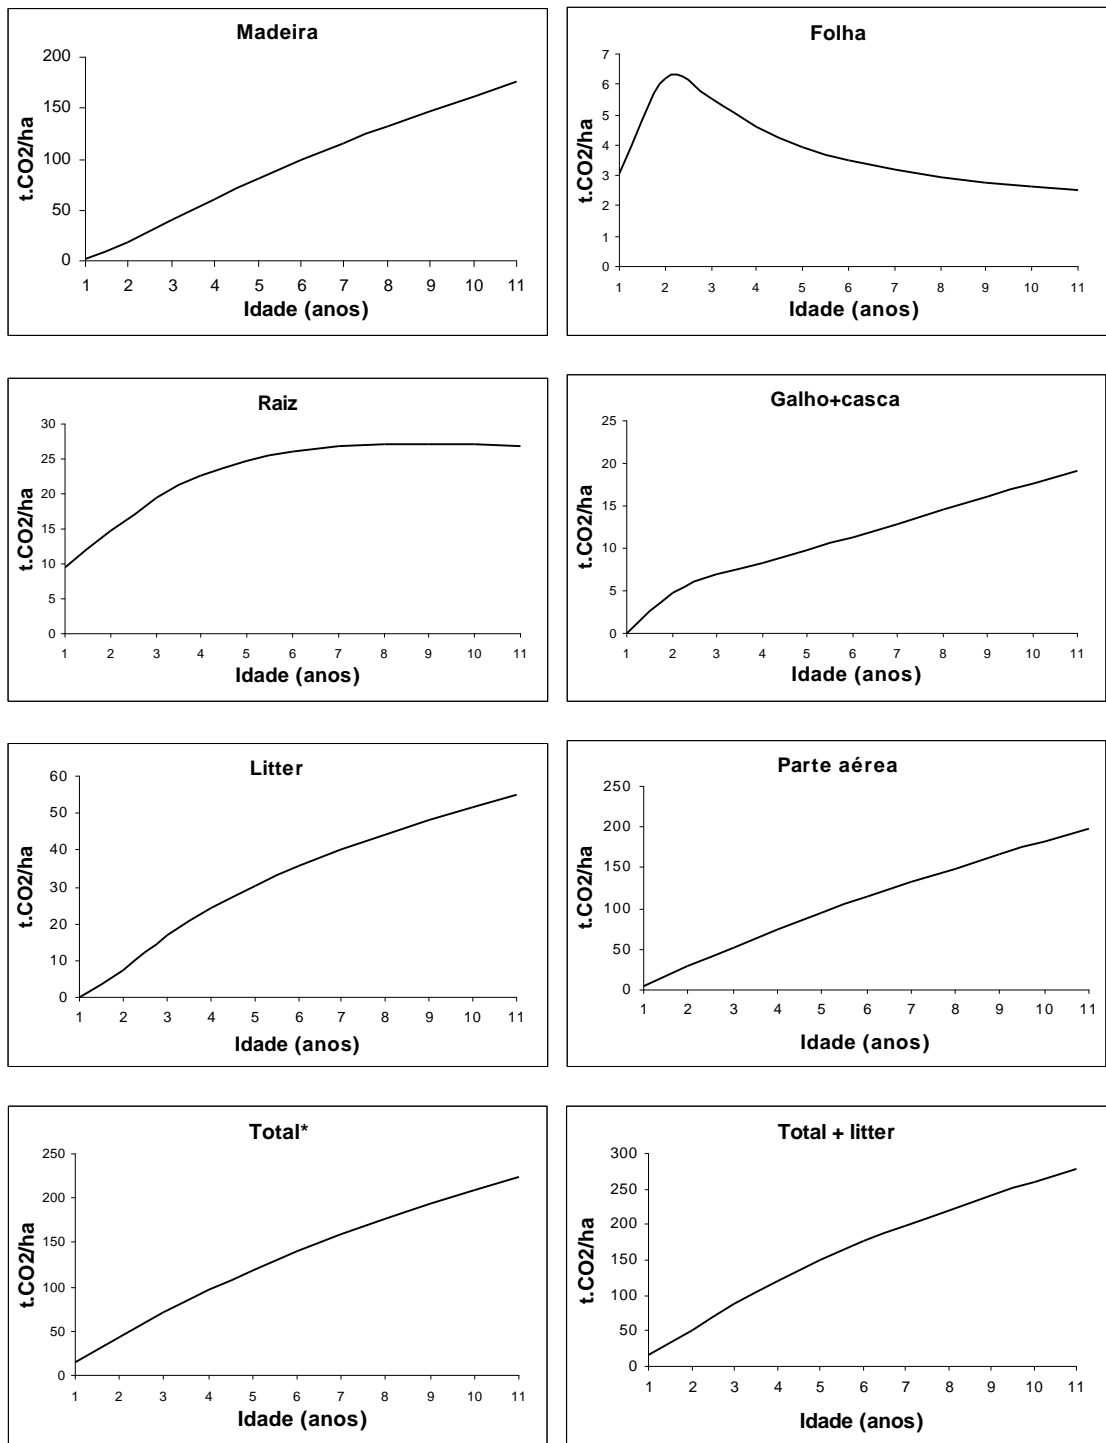 Madeira
200
150
100
50
0
t.CO2/ha
1 2 3 4 5 6 7 8 9 10 11
Idade (anos)
Folha
7
6
5
4
3
2
1
0
t.CO2/ha
1 2 3 4 5 6 7 8 9 10 11
Idade (anos)
Raiz
30
25
20
15
10
5
0
t.CO2/ha
1 2 3 4 5 6 7 8 9 10 11
Idade (anos)
Galho+casca
25
20
15
10
5
0
t.CO2/ha
1 2 3 4 5 6 7 8 9 10 11
Idade (anos)
Litter
60
50
40
30
20
10
0
t.CO2/ha
1 2 3 4 5 6 7 8 9 10 11
Idade (anos)
Parte aérea
250
200
150
100
50
0
t.CO2/ha
1 2 3 4 5 6 7 8 9 10 11
Idade (anos)
Total*
250
200
150
100
50
0
t.CO2/ha
1 2 3 4 5 6 7 8 9 10 11
Idade (anos)
Total + litter
300
250
200
150
100
50
0
t.CO2/ha
1 2 3 4 5 6 7 8 9 10 11
Idade (anos)